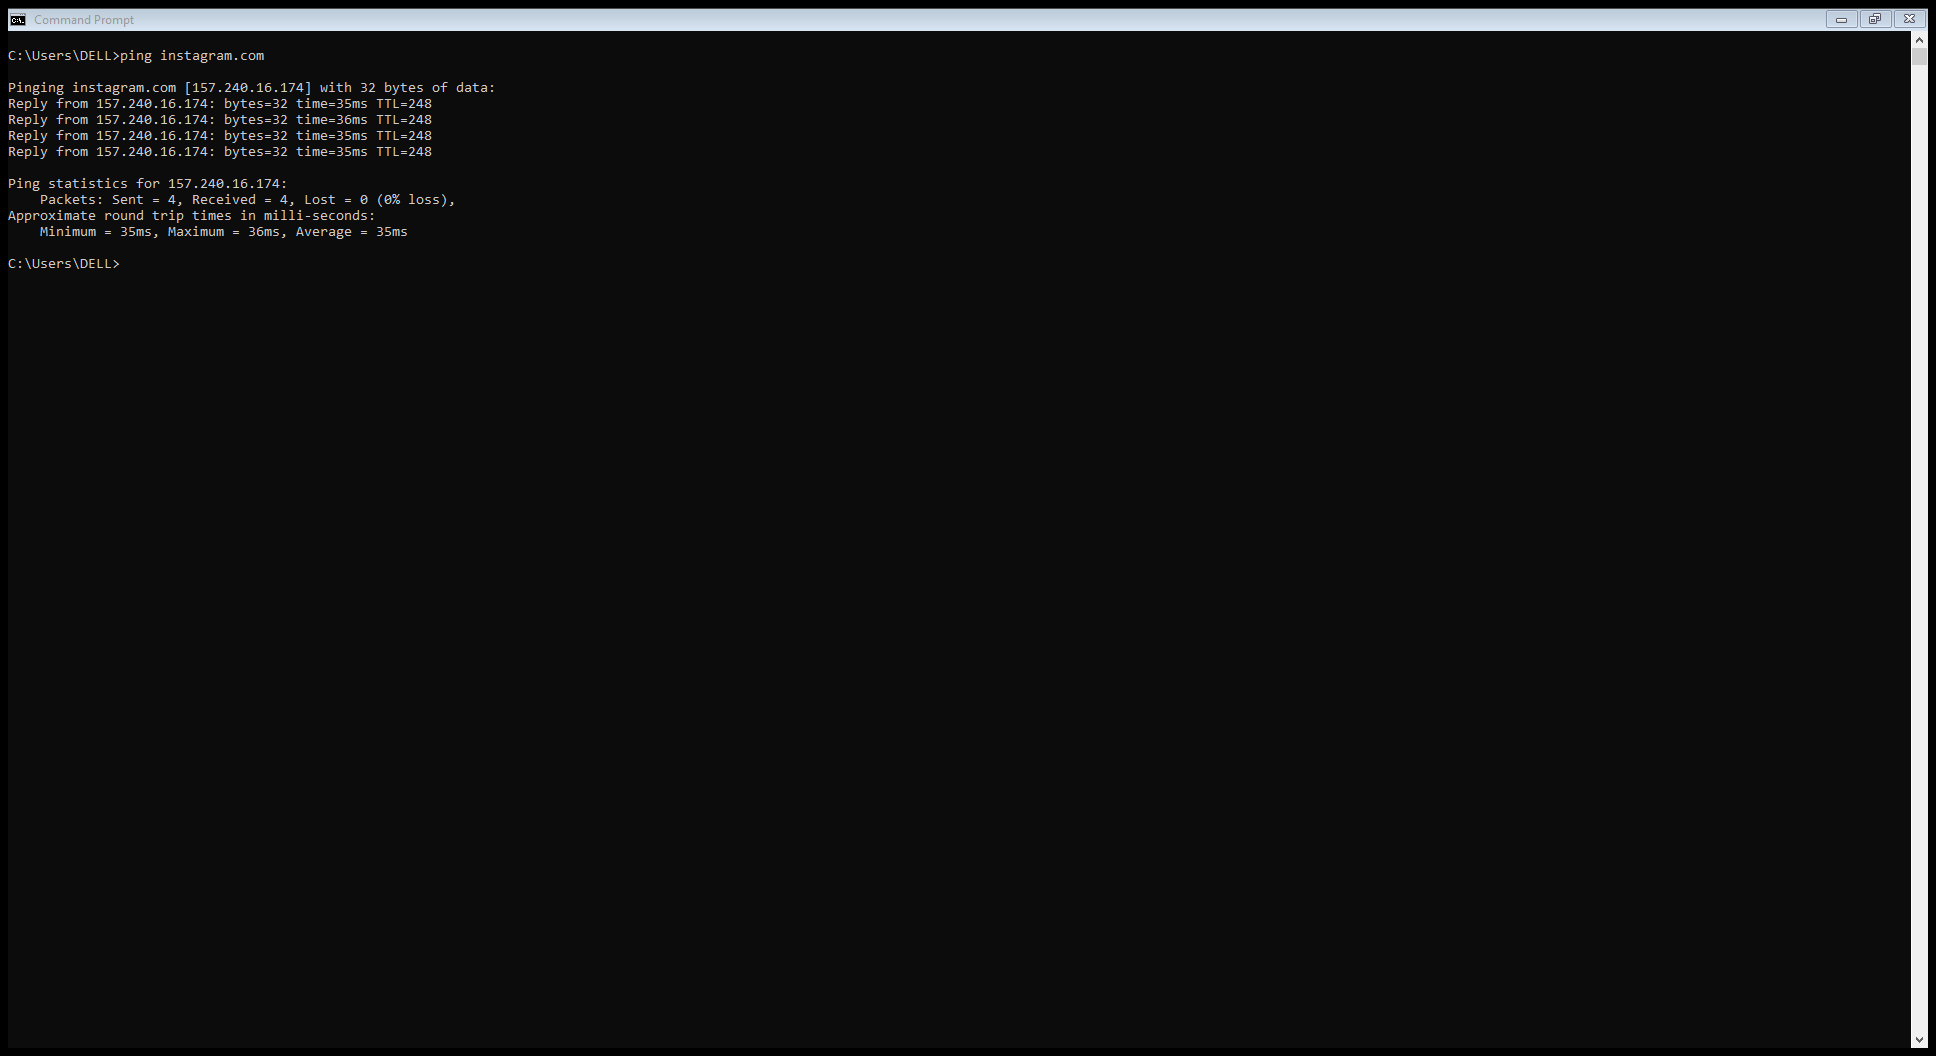 Command Prompt
C:\Users\DELL>ping instagram.com
Pinging instagram.com [157.240.16.174] with 32 bytes of data:
Reply from 157.240.16.174: bytes=32 time=35ms TTL=248
Reply from 157.240.16.174: bytes=32 time=36ms TTL=248
Reply from 157.240.16.174: bytes=32 time=35ms TTL=248
Reply from 157.240.16.174: bytes=32 time=35ms TTL=248
Ping statistics for 157.240.16.174:
    Packets: Sent = 4, Received = 4, Lost = 0 (0% loss),
Approximate round trip times in milli-seconds:
    Minimum = 35ms, Maximum = 36ms, Average = 35ms
C:\Users\DELL>